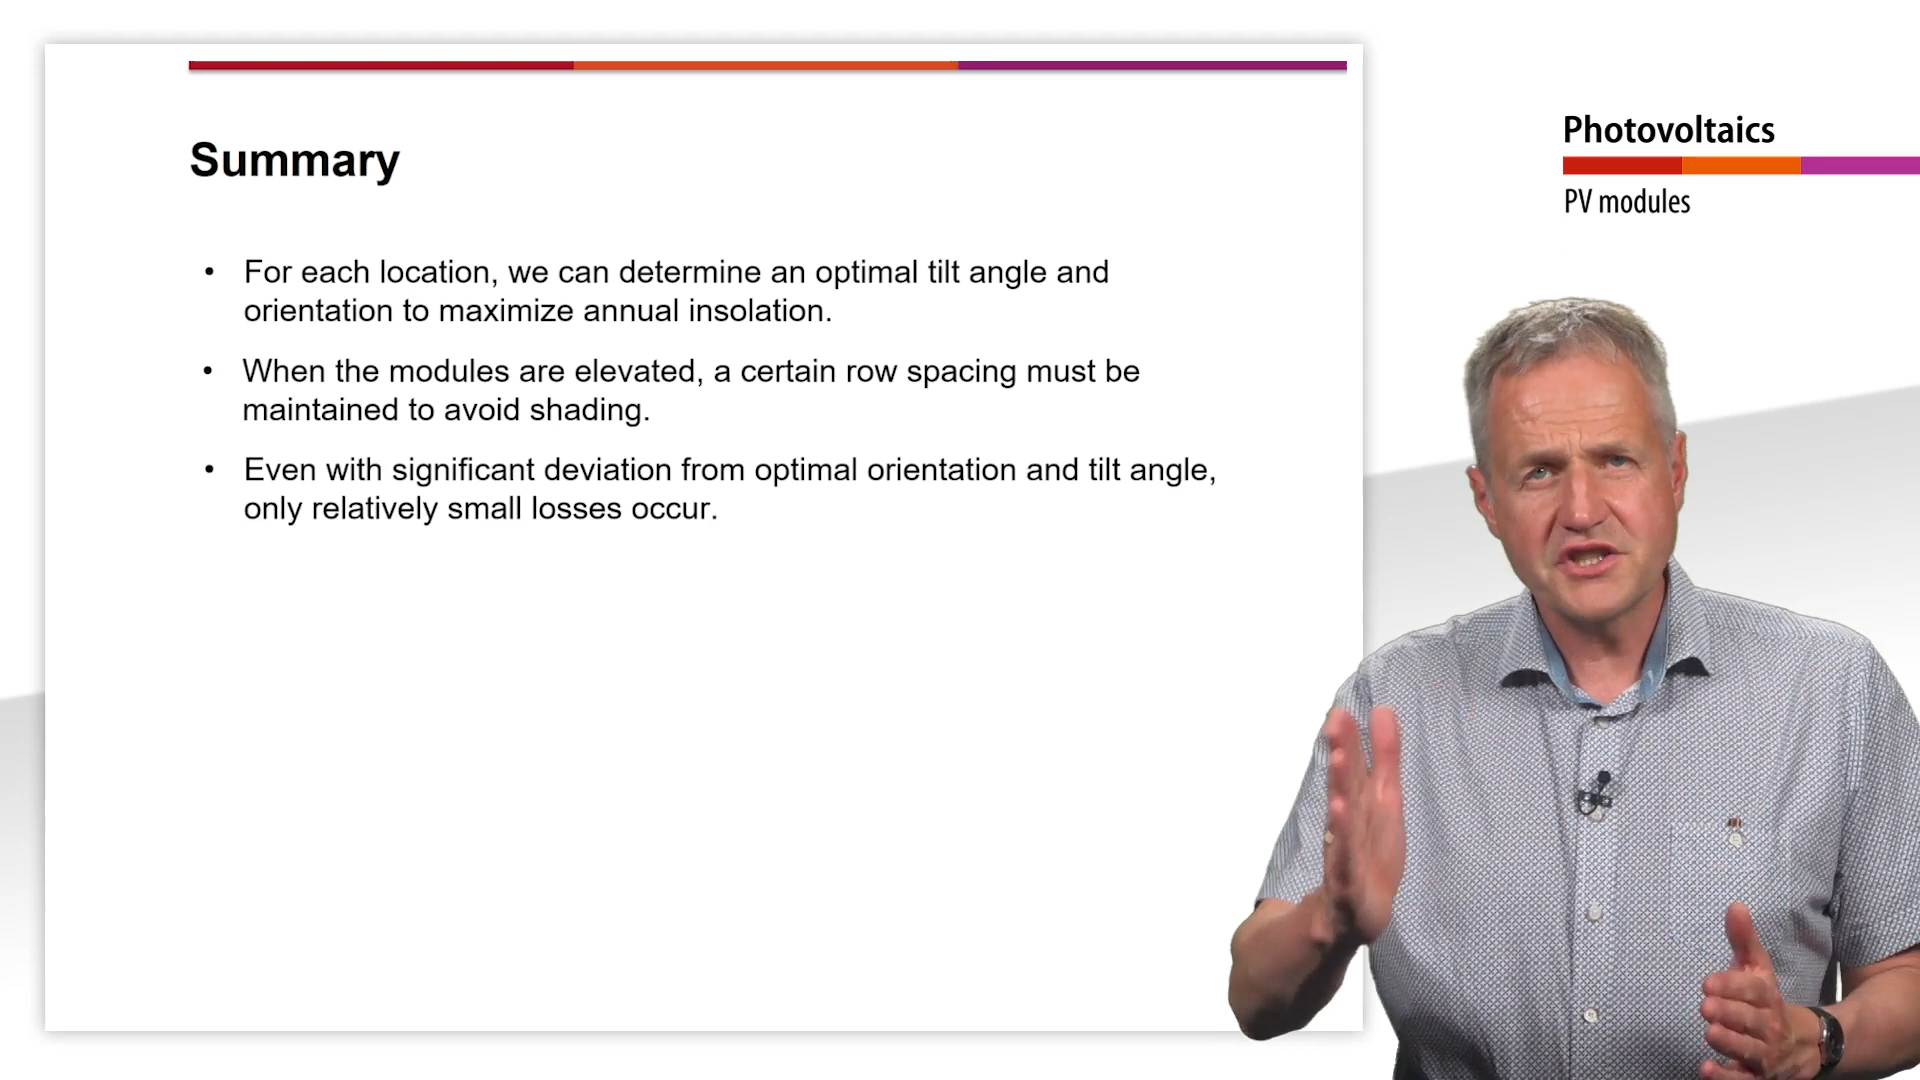 Summary
• For each location, we can determine an optimal tilt angle and
orientation to maximize annual insolation.
• When the modules are elevated, a certain row spacing must be
maintained to avoid shading.
• Even with significant deviation from optimal orientation and tilt angle,
only relatively small losses occur.
Photovoltaics
PV modules